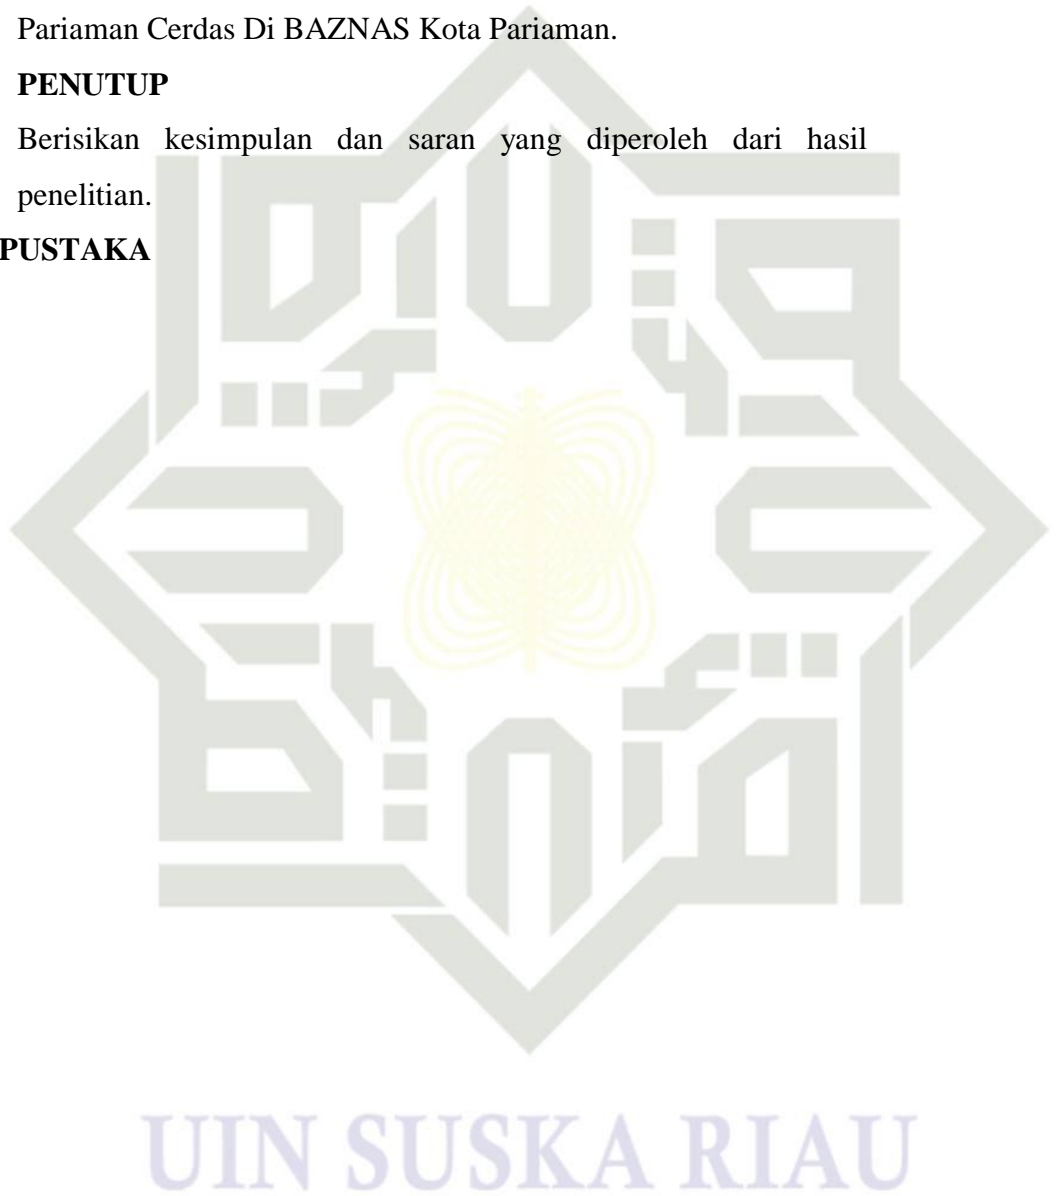 Pariaman Cerdas Di BAZNAS Kota Pariaman.
PENUTUP
Berisikan kesimpulan dan saran yang diperoleh dari hasil
penelitian.
PUSTAKA
UIN SUSKA RIAU